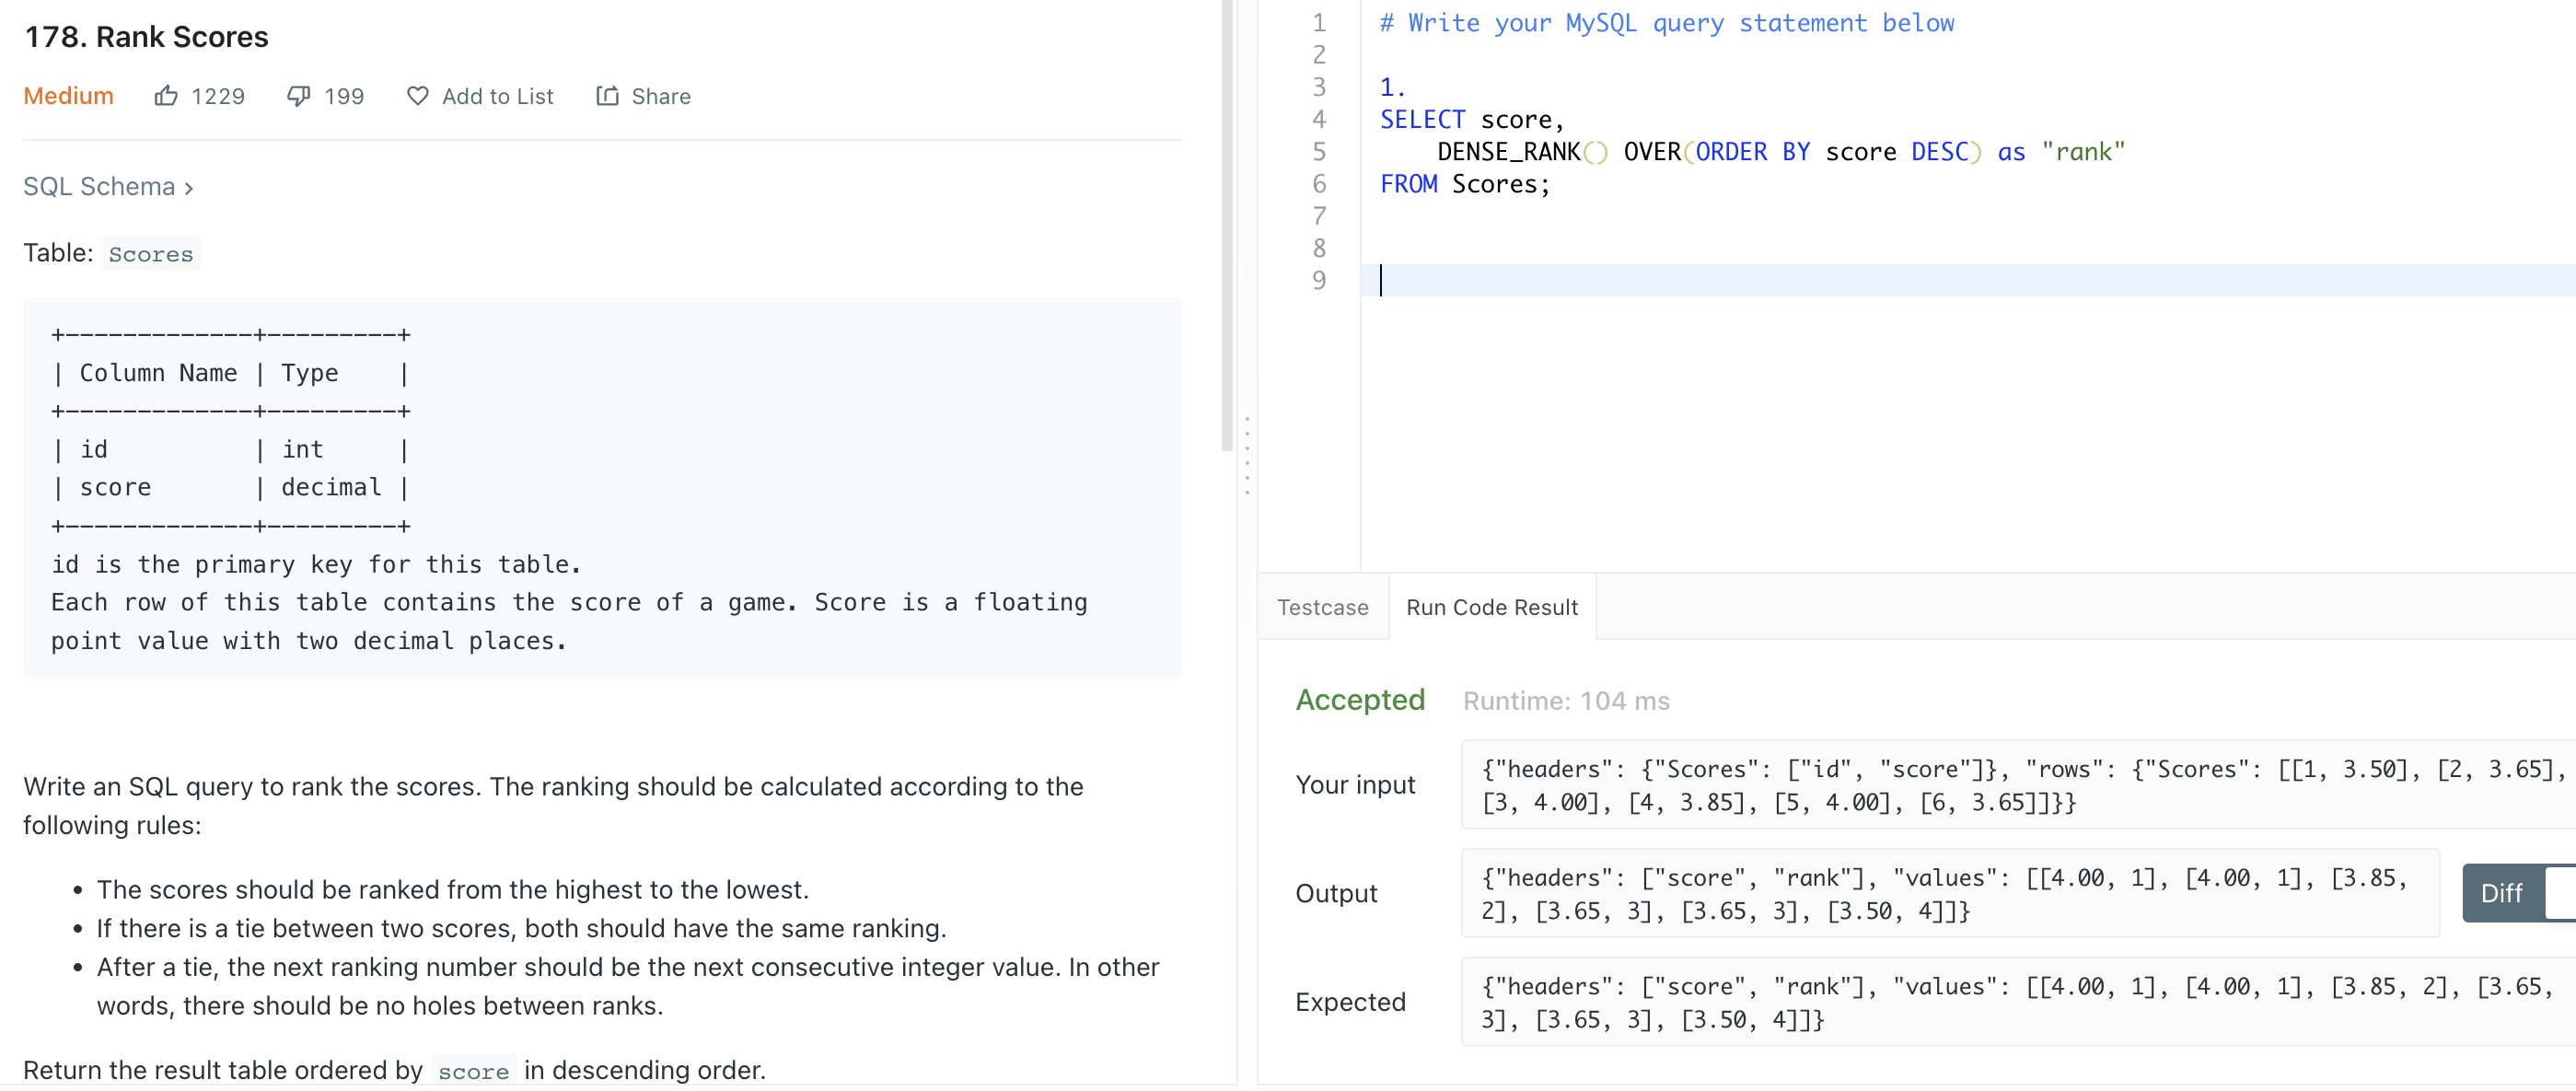 178. Rank Scores
Medium 1229 199 Add to List Share
SQL Schema ›
Table: Scores
+-------------+---------+
| Column Name | Type    |
+-------------+---------+
| id          | int     |
| score       | decimal |
+-------------+---------+
id is the primary key for this table.
Each row of this table contains the score of a game. Score is a floating
point value with two decimal places.
Write an SQL query to rank the scores. The ranking should be calculated according to the
following rules:
• The scores should be ranked from the highest to the lowest.
• If there is a tie between two scores, both should have the same ranking.
• After a tie, the next ranking number should be the next consecutive integer value. In other
words, there should be no holes between ranks.
Return the result table ordered by score in descending order.
1 # Write your MySQL query statement below
2
3 1.
4 SELECT score,
5     DENSE_RANK() OVER(ORDER BY score DESC) as "rank"
6 FROM Scores;
7
8
9
Testcase Run Code Result
Accepted Runtime: 104 ms
Your input
{"headers": {"Scores": ["id", "score"]}, "rows": {"Scores": [[1, 3.50], [2, 3.65],
[3, 4.00], [4, 3.85], [5, 4.00], [6, 3.65]]}}
Output
{"headers": ["score", "rank"], "values": [[4.00, 1], [4.00, 1], [3.85,
2], [3.65, 3], [3.65, 3], [3.50, 4]]}
Diff
Expected
{"headers": ["score", "rank"], "values": [[4.00, 1], [4.00, 1], [3.85, 2], [3.65,
3], [3.65, 3], [3.50, 4]]}